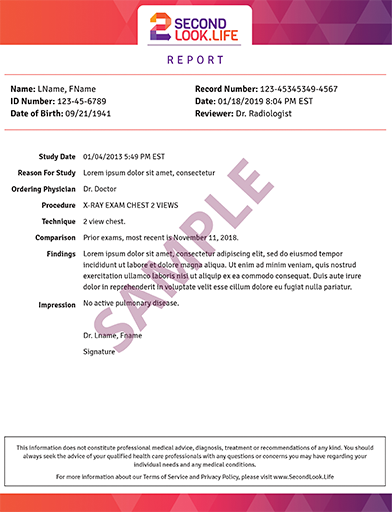 2 SECOND
LOOK.LIFE
REPORT
Name: LName, FName
ID Number: 123-45-6789
Date of Birth: 09/21/1941
Record Number: 123-45345349-4567
Date: 01/18/2019 8:04 PM EST
Reviewer: Dr. Radiologist
Study Date 01/04/2013 5:49 PM EST
Reason For Study Lorem ipsum dolor sit amet, consectetur
Ordering Physician Dr. Doctor
Procedure X-RAY EXAM CHEST 2 VIEWS
Technique 2 view chest.
Comparison Prior exams, most recent is November 11, 2018.
Findings Lorem ipsum dolor sit amet, consectetur adipiscing elit, sed do eiusmod tempor
incididunt ut labore et dolore magna aliqua. Ut enim ad minim veniam, quis nostrud
exercitation ullamco laboris nisi ut aliquip ex ea commodo consequat. Duis aute irure
dolor in reprehenderit in voluptate velit esse cillum dolore eu fugiat nulla pariatur.
Impression No active pulmonary disease.
Dr. Lname, Fname
Signature
SAMPLE
This information does not constitute professional medical advice, diagnosis, treatment or recommendations of any kind. You should
always seek the advice of your qualified health care professionals with any questions or concerns you may have regarding your
individual needs and any medical conditions.
For more information about our Terms of Service and Privacy Policy, please visit www.SecondLook.Life